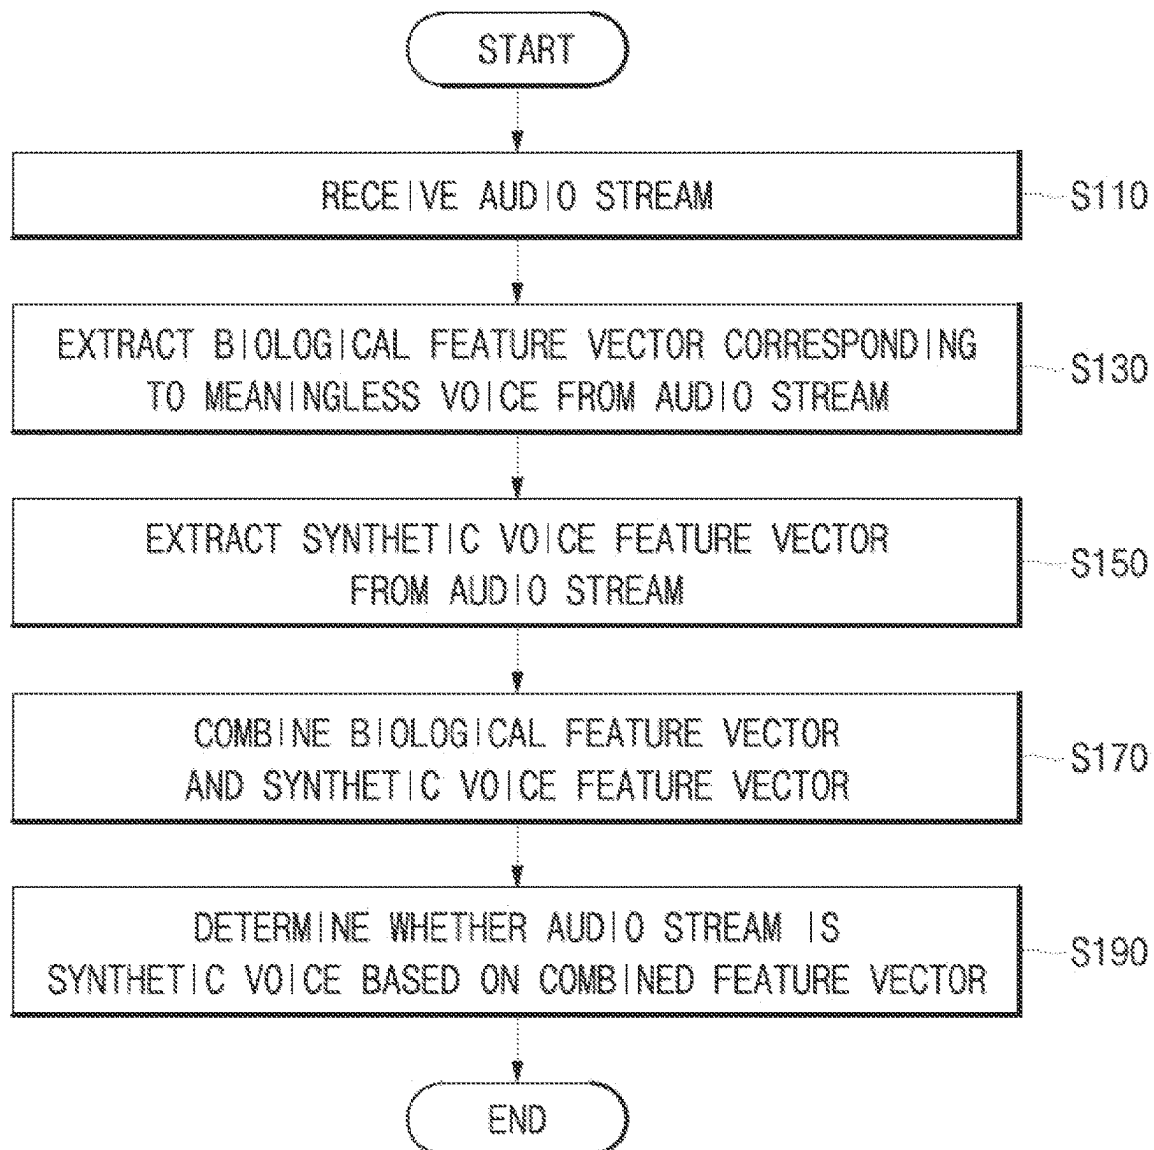 START
RECEIVE AUDIO STREAM
S110
EXTRACT BIOLOGICAL FEATURE VECTOR CORRESPONDING
TO MEANINGLESS VOICE FROM AUDIO STREAM
S130
EXTRACT SYNTHETIC VOICE FEATURE VECTOR
FROM AUDIO STREAM
S150
COMBINE BIOLOGICAL FEATURE VECTOR
AND SYNTHETIC VOICE FEATURE VECTOR
S170
DETERMINE WHETHER AUDIO STREAM IS
SYNTHETIC VOICE BASED ON COMBINED FEATURE VECTOR
S190
END